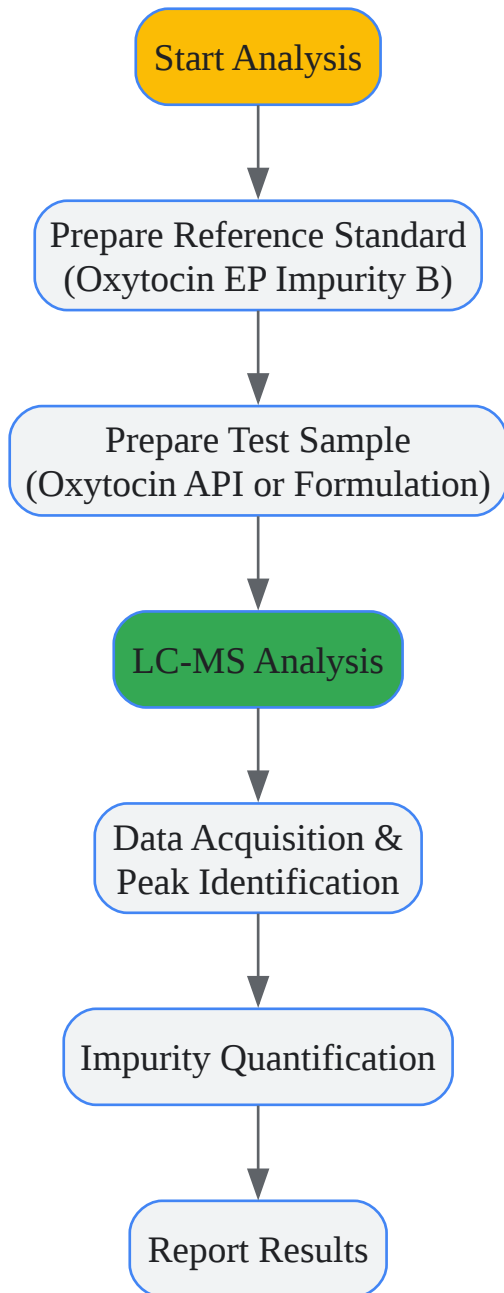 Start Analysis
Prepare Reference Standard
(Oxytocin EP Impurity B)
Prepare Test Sample
(Oxytocin API or Formulation)
LC-MS Analysis
Data Acquisition &
Peak Identification
Impurity Quantification
Report Results